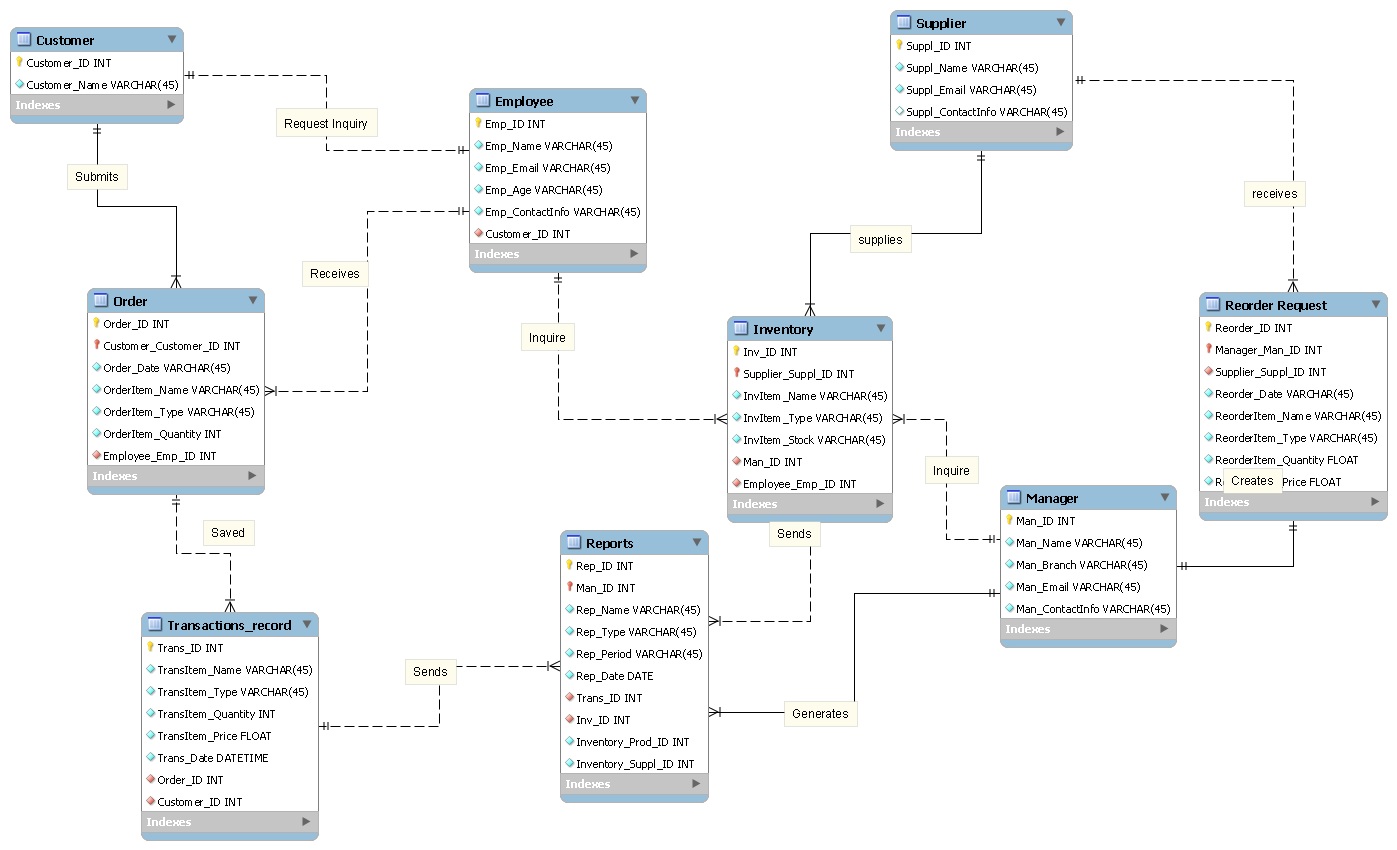 Customer
Customer_ID INT
Customer_Name VARCHAR(45)
Indexes
Request Inquiry
Submits
Employee
Emp_ID INT
Emp_Name VARCHAR(45)
Emp_Email VARCHAR(45)
Emp_Age VARCHAR(45)
Emp_ContactInfo VARCHAR(45)
Customer_ID INT
Indexes
Supplier
Suppl_ID INT
Suppl_Name VARCHAR(45)
Suppl_Email VARCHAR(45)
Suppl_ContactInfo VARCHAR(45)
Indexes
receives
supplies
Receives
Inquire
Order
Order_ID INT
Customer_Customer_ID INT
Order_Date VARCHAR(45)
OrderItem_Name VARCHAR(45)
OrderItem_Type VARCHAR(45)
OrderItem_Quantity INT
Employee_Emp_ID INT
Indexes
Inventory
Inv_ID INT
Supplier_Suppl_ID INT
InvItem_Name VARCHAR(45)
InvItem_Type VARCHAR(45)
InvItem_Stock VARCHAR(45)
Man_ID INT
Employee_Emp_ID INT
Indexes
Reorder Request
Reorder_ID INT
Manager_Man_ID INT
Supplier_Suppl_ID INT
Reorder_Date VARCHAR(45)
ReorderItem_Name VARCHAR(45)
ReorderItem_Type VARCHAR(45)
ReorderItem_Quantity FLOAT
Price FLOAT
Creates
Indexes
Inquire
Manager
Man_ID INT
Man_Name VARCHAR(45)
Man_Branch VARCHAR(45)
Man_Email VARCHAR(45)
Man_ContactInfo VARCHAR(45)
Indexes
Saved
Sends
Reports
Rep_ID INT
Man_ID INT
Rep_Name VARCHAR(45)
Rep_Type VARCHAR(45)
Rep_Period VARCHAR(45)
Rep_Date DATE
Trans_ID INT
Inv_ID INT
Inventory_Prod_ID INT
Inventory_Suppl_ID INT
Indexes
Generates
Sends
Transactions_record
Trans_ID INT
TransItem_Name VARCHAR(45)
TransItem_Type VARCHAR(45)
TransItem_Quantity INT
TransItem_Price FLOAT
Trans_Date DATETIME
Order_ID INT
Customer_ID INT
Indexes